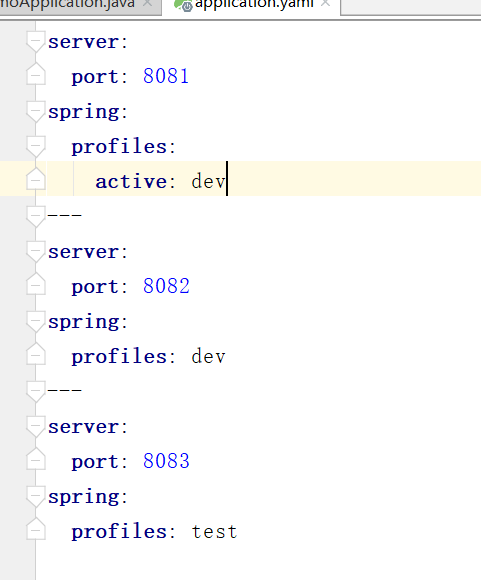 moApplication.java × application.yaml ×
server:
  port: 8081
spring:
  profiles:
    active: dev
---
server:
  port: 8082
spring:
  profiles: dev
---
server:
  port: 8083
spring:
  profiles: test